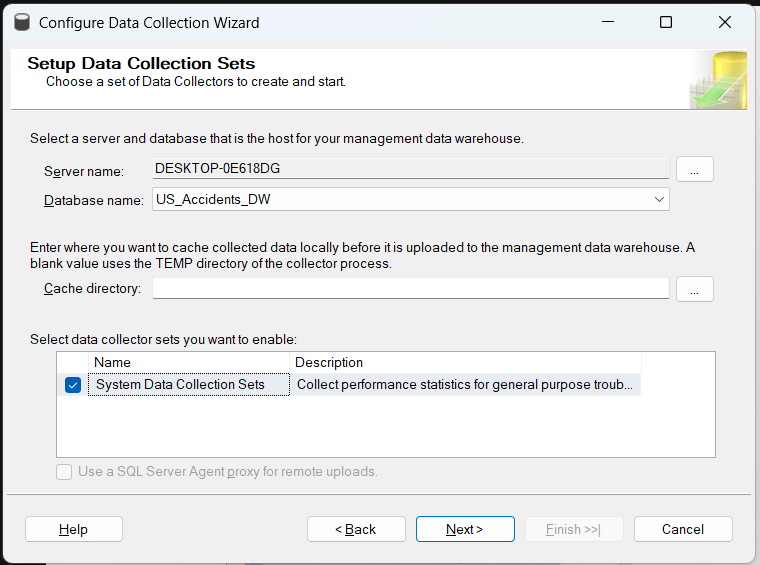 Configure Data Collection Wizard
Setup Data Collection Sets
Choose a set of Data Collectors to create and start.
Select a server and database that is the host for your management data warehouse.
Server name: DESKTOP-0E618DG ...
Database name: US_Accidents_DW
Enter where you want to cache collected data locally before it is uploaded to the management data warehouse. A
blank value uses the TEMP directory of the collector process.
Cache directory: ...
Select data collector sets you want to enable:
Name Description
System Data Collection Sets Collect performance statistics for general purpose troub...
Use a SQL Server Agent proxy for remote uploads.
Help < Back Next > Finish >>| Cancel